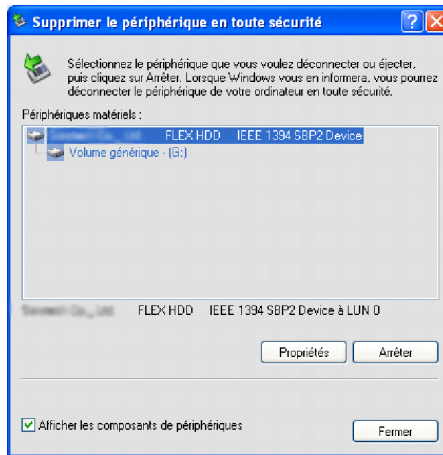 Supprimer le périphérique en toute sécurité
Sélectionnez le périphérique que vous voulez déconnecter ou éjecter,
puis cliquez sur Arrêter. Lorsque Windows vous en informera, vous pourrez
déconnecter le périphérique de votre ordinateur en toute sécurité.
Périphériques matériels :
FLEX HDD IEEE 1394 SBP2 Device
Volume générique - (G:)
FLEX HDD IEEE 1394 SBP2 Device à LUN 0
Propriétés Arrêter
Afficher les composants de périphériques
Fermer